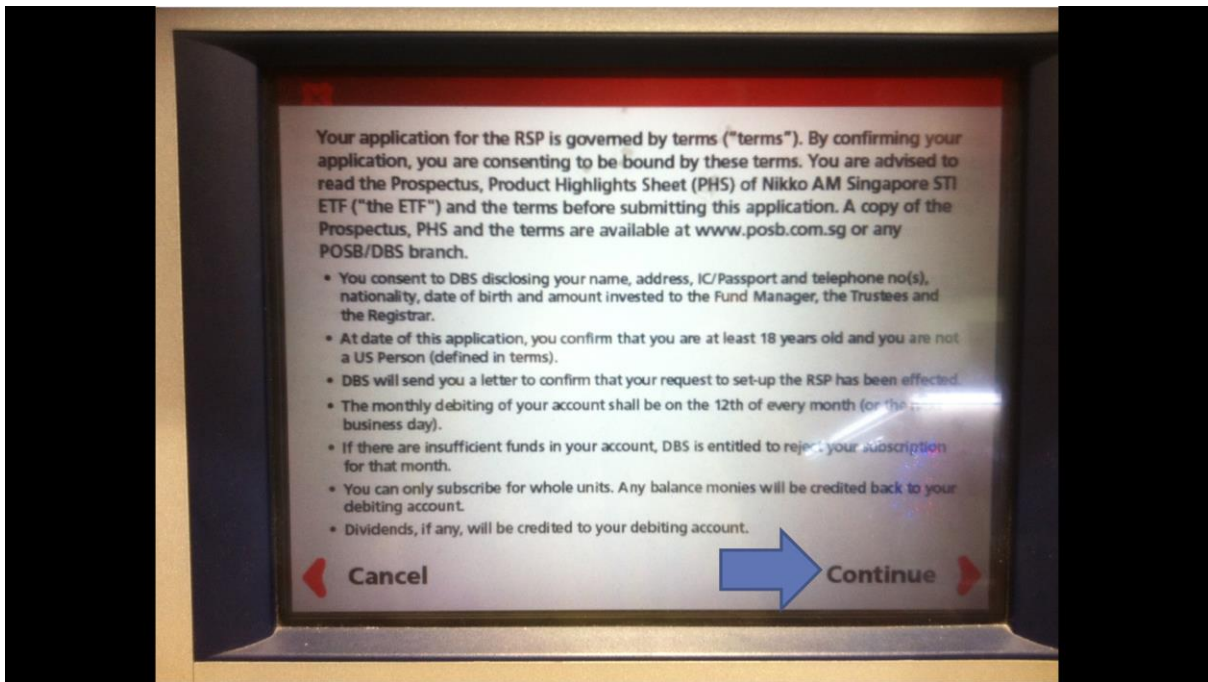 Your application for the RSP is governed by terms ("terms"). By confirming your
application, you are consenting to be bound by these terms. You are advised to
read the Prospectus, Product Highlights Sheet (PHS) of Nikko AM Singapore STI
ETF ("the ETF") and the terms before submitting this application. A copy of the
Prospectus, PHS and the terms are available at www.posb.com.sg or any
POSB/DBS branch.
• You consent to DBS disclosing your name, address, IC/Passport and telephone no(s),
nationality, date of birth and amount invested to the Fund Manager, the Trustees and
the Registrar.
• At date of this application, you confirm that you are at least 18 years old and you are not
a US Person (defined in terms).
• DBS will send you a letter to confirm that your request to set-up the RSP has been effected.
• The monthly debiting of your account shall be on the 12th of every month (or the
business day).
• If there are insufficient funds in your account, DBS is entitled to reject your subscription
for that month.
• You can only subscribe for whole units. Any balance monies will be credited back to your
debiting account.
• Dividends, if any, will be credited to your debiting account.
Cancel
Continue